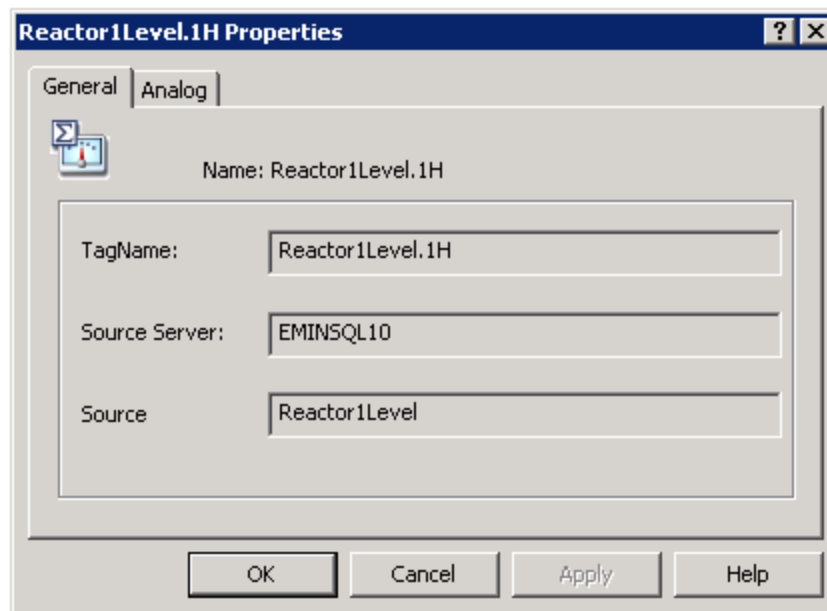 Reactor1Level.1H Properties
General
Analog
Name: Reactor1Level.1H
TagName:
Reactor1Level.1H
Source Server:
EMINSQL10
Source
Reactor1Level
OK
Cancel
Apply
Help